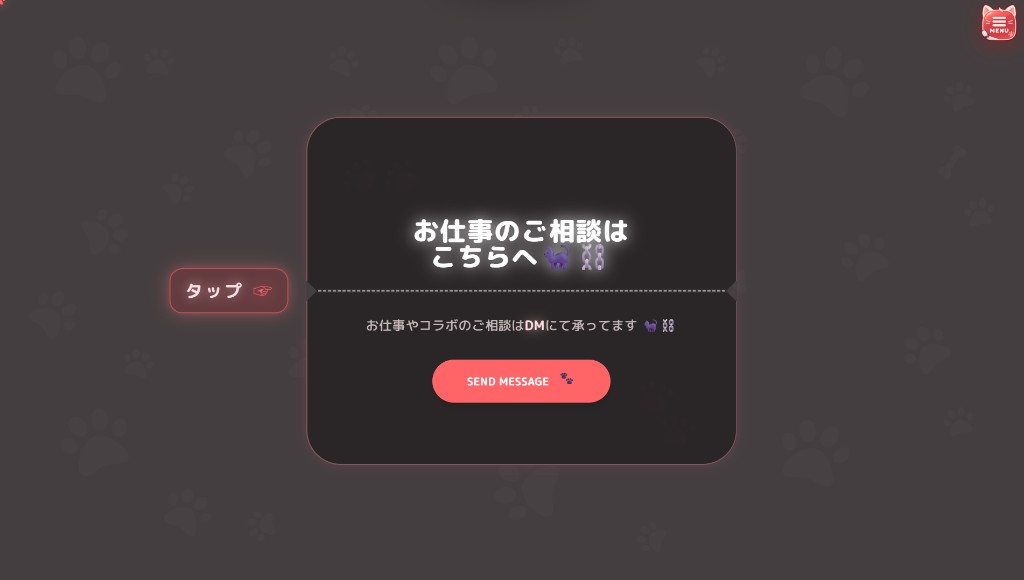 MENU
お仕事のご相談は
こちらへ🐈‍⬛ ⛓️
タップ ☞
お仕事やコラボのご相談はDMにて承ってます 🐈‍⬛ ⛓️
SEND MESSAGE 🐾